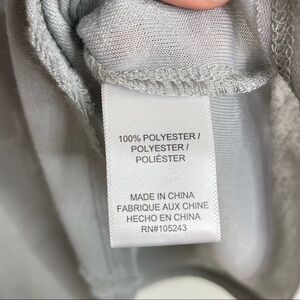 100% POLYESTER /
POLYESTER /
POLIÉSTER
MADE IN CHINA
FABRIQUE AUX CHINE
HECHO EN CHINA
RN#105243